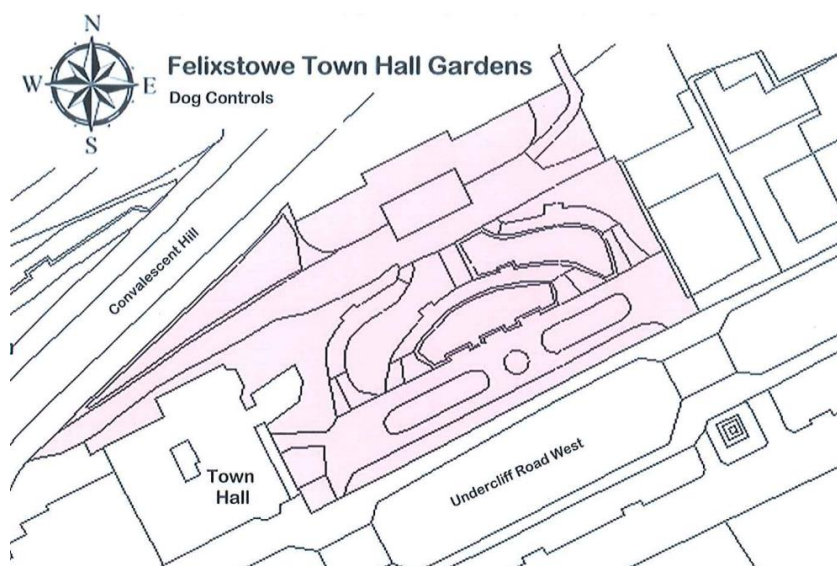 N
W
E
S
Felixstowe Town Hall Gardens
Dog Controls
Convalescent Hill
Town
Hall
Undercliff Road West